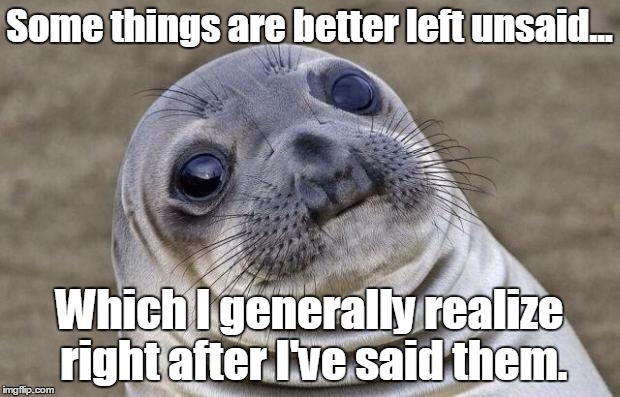 Some things are better left unsaid...
Which I generally realize
right after I've said them.
imgflip.com